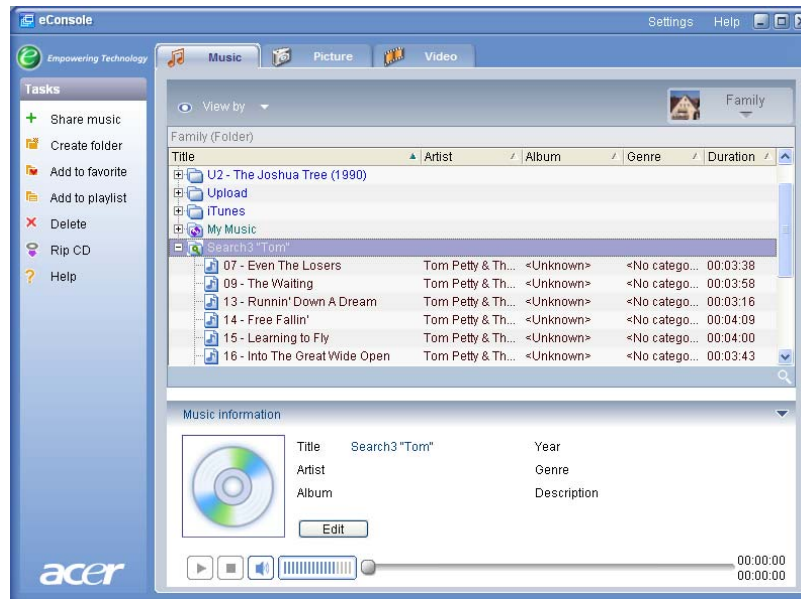 eConsole Settings Help
Empowering Technology Music Picture Video
Tasks
Share music
Create folder
Add to favorite
Add to playlist
Delete
Rip CD
Help
acer
View by Family
Family (Folder)
Title Artist Album Genre Duration
U2 - The Joshua Tree (1990)
Upload
iTunes
My Music
Search3 "Tom"
07 - Even The Losers Tom Petty & Th... <Unknown> <No catego... 00:03:38
09 - The Waiting Tom Petty & Th... <Unknown> <No catego... 00:03:58
13 - Runnin' Down A Dream Tom Petty & Th... <Unknown> <No catego... 00:03:16
14 - Free Fallin' Tom Petty & Th... <Unknown> <No catego... 00:04:09
15 - Learning to Fly Tom Petty & Th... <Unknown> <No catego... 00:04:00
16 - Into The Great Wide Open Tom Petty & Th... <Unknown> <No catego... 00:03:43
Music information
Title Search3 "Tom" Year
Artist Genre
Album Description
Edit
00:00:00
00:00:00